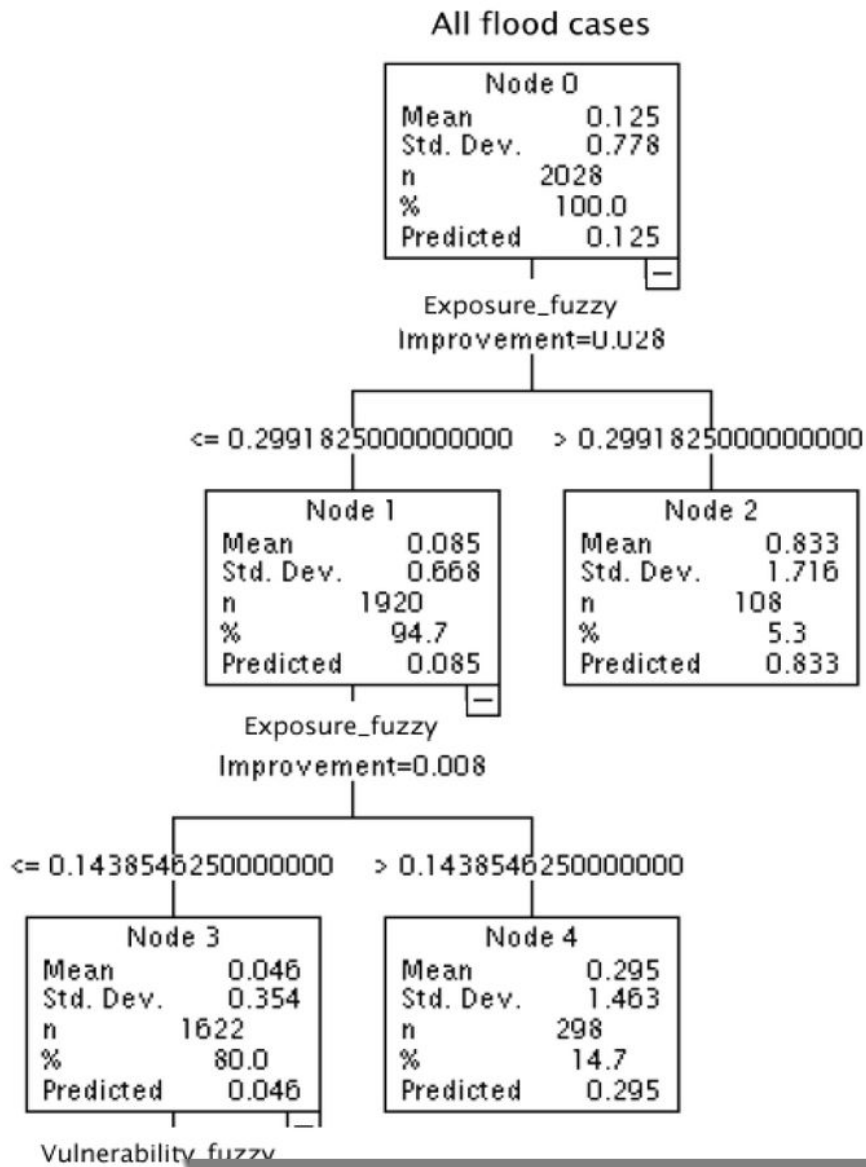 All flood cases
Node 0
Mean 0.125
Std. Dev. 0.778
n 2028
% 100.0
Predicted 0.125
Exposure_fuzzy
Improvement=0.028
<= 0.2991825000000000 > 0.2991825000000000
Node 1
Mean 0.085
Std. Dev. 0.668
n 1920
% 94.7
Predicted 0.085
Node 2
Mean 0.833
Std. Dev. 1.716
n 108
% 5.3
Predicted 0.833
Exposure_fuzzy
Improvement=0.008
<= 0.1438546250000000 > 0.1438546250000000
Node 3
Mean 0.046
Std. Dev. 0.354
n 1622
% 80.0
Predicted 0.046
Node 4
Mean 0.295
Std. Dev. 1.463
n 298
% 14.7
Predicted 0.295
Vulnerability_fuzzy